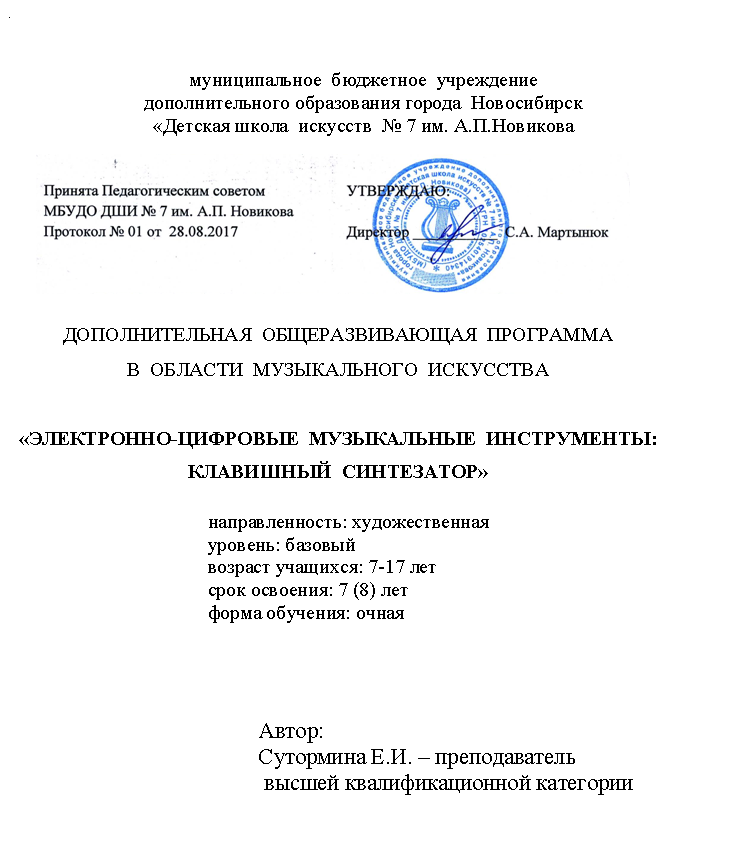 муниципальное бюджетное учреждение
дополнительного образования города Новосибирск
«Детская школа искусств № 7 им. А.П.Новикова
Принята Педагогическим советом
МБУДО ДШИ № 7 им. А.П. Новикова
Протокол № 01 от 28.08.2017
УТВЕРЖДАЮ:
Директор С.А. Мартынюк
ДОПОЛНИТЕЛЬНАЯ ОБЩЕРАЗВИВАЮЩАЯ ПРОГРАММА
В ОБЛАСТИ МУЗЫКАЛЬНОГО ИСКУССТВА
«ЭЛЕКТРОННО-ЦИФРОВЫЕ МУЗЫКАЛЬНЫЕ ИНСТРУМЕНТЫ:
КЛАВИШНЫЙ СИНТЕЗАТОР»
направленность: художественная
уровень: базовый
возраст учащихся: 7-17 лет
срок освоения: 7 (8) лет
форма обучения: очная
Автор:
Сутормина Е.И. – преподаватель
высшей квалификационной категории